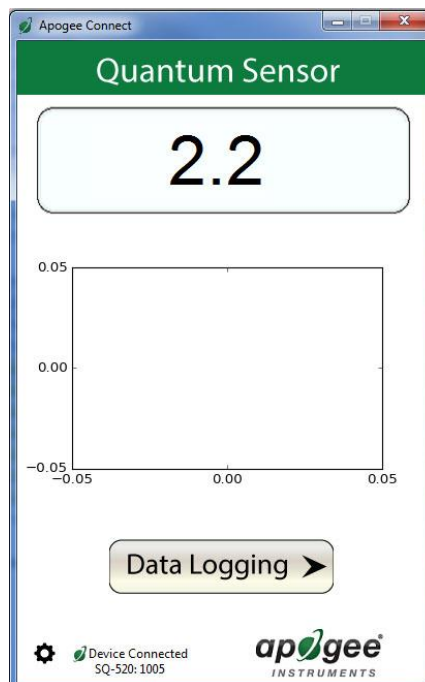 Apogee Connect
Quantum Sensor
2.2
0.05
0.00
−0.05
−0.05 0.00 0.05
Data Logging
Device Connected
SQ-520: 1005
apogee
INSTRUMENTS